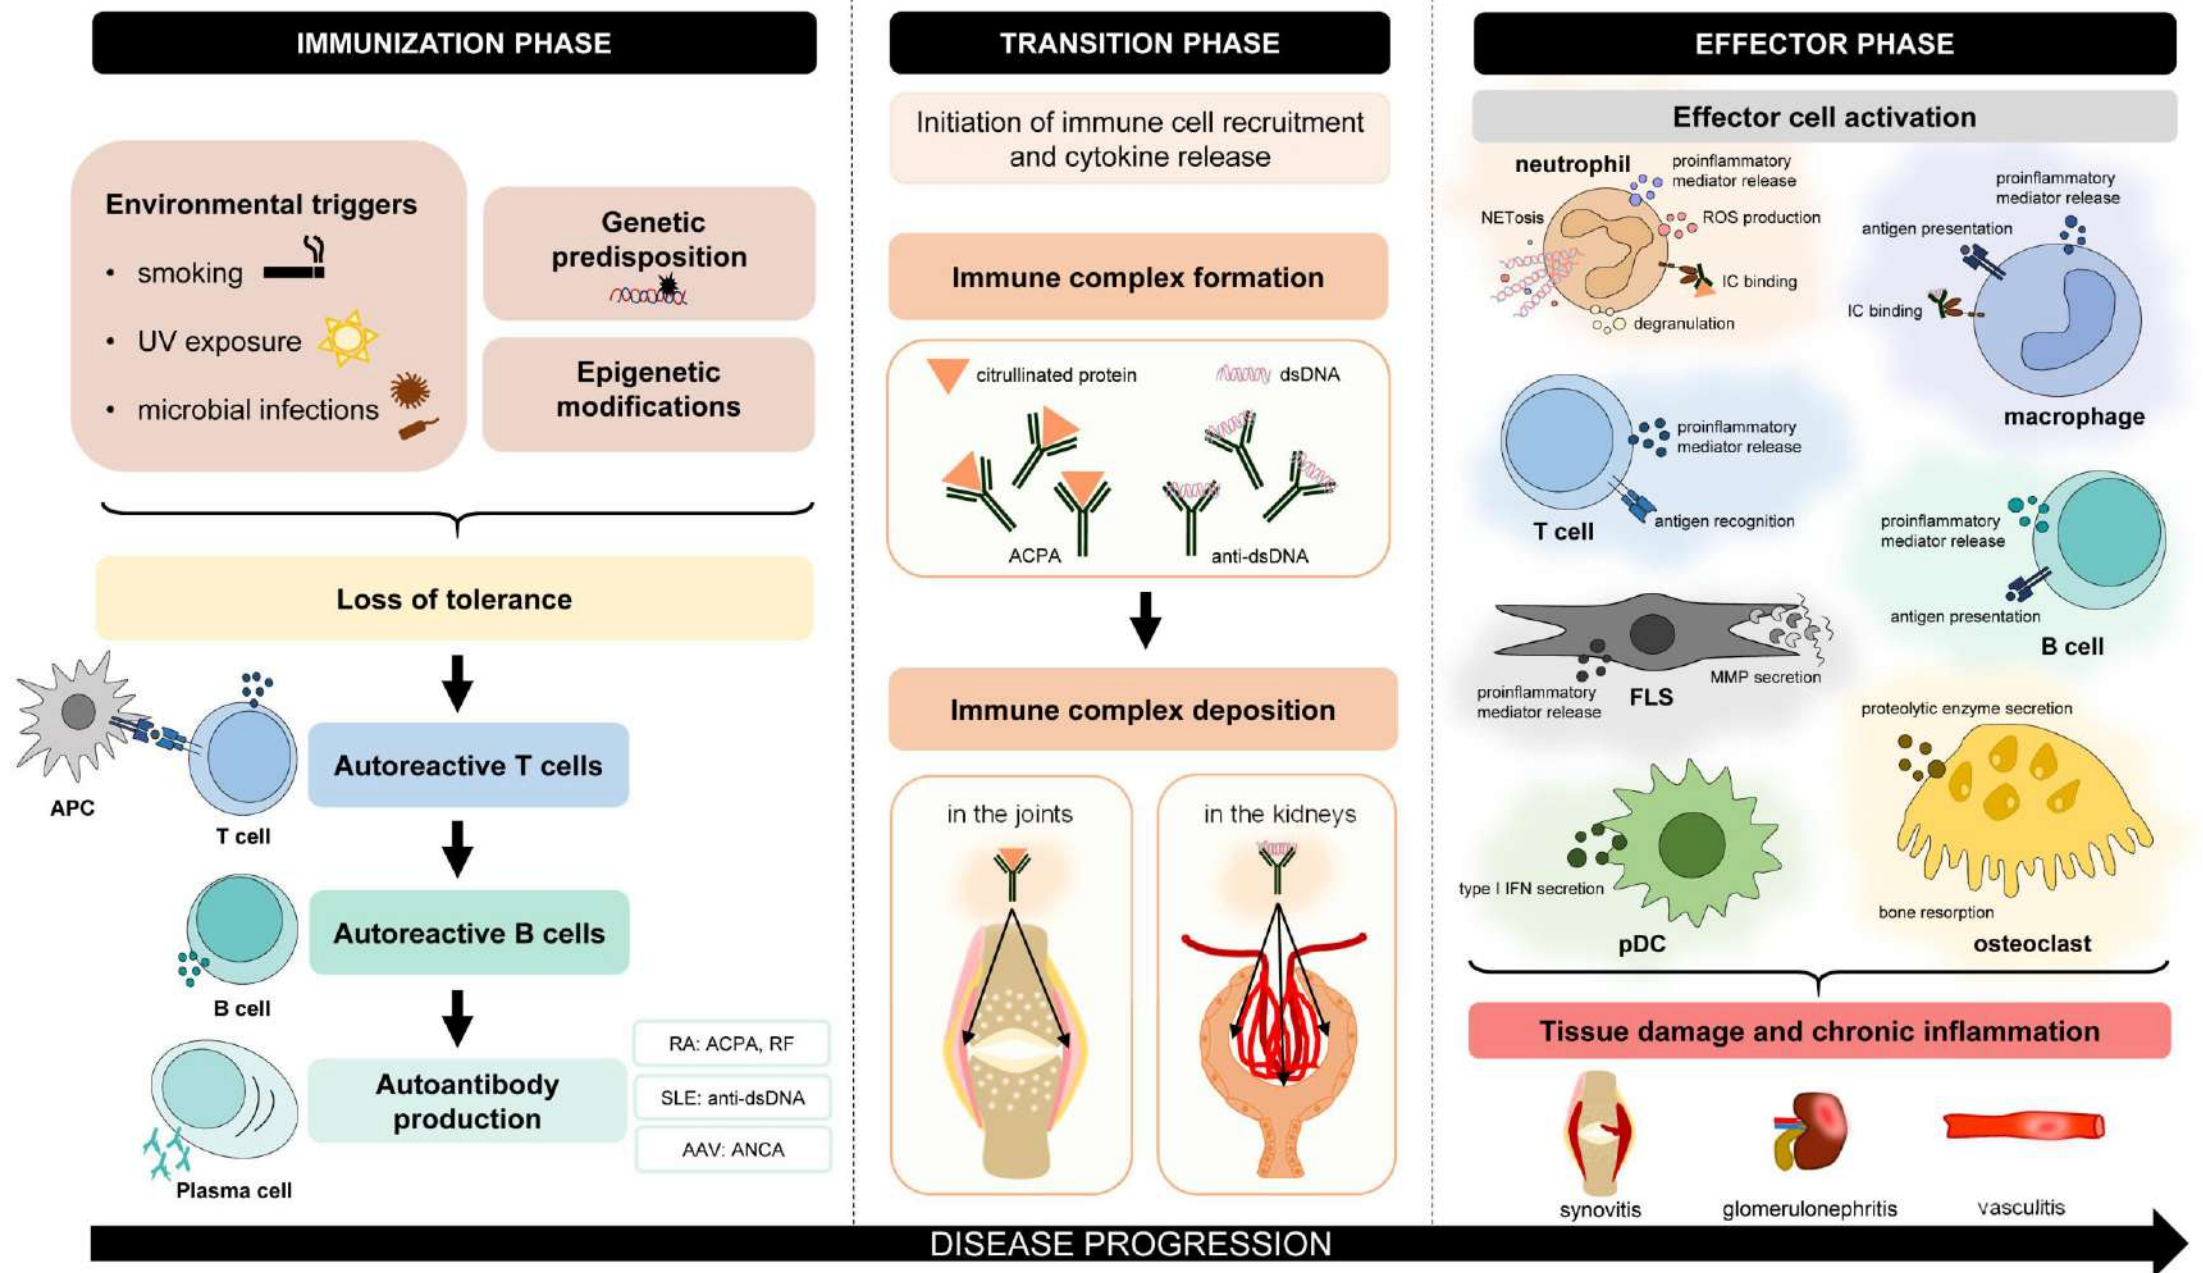 IMMUNIZATION PHASE
Environmental triggers
• smoking
• UV exposure
• microbial infections
Genetic
predisposition
Epigenetic
modifications
Loss of tolerance
APC
T cell
Autoreactive T cells
B cell
Autoreactive B cells
Plasma cell
Autoantibody
production
RA: ACPA, RF
SLE: anti-dsDNA
AAV: ANCA
TRANSITION PHASE
Initiation of immune cell recruitment
and cytokine release
Immune complex formation
citrullinated protein
dsDNA
ACPA
anti-dsDNA
Immune complex deposition
in the joints
in the kidneys
EFFECTOR PHASE
Effector cell activation
neutrophil
proinflammatory
mediator release
NETosis
ROS production
IC binding
degranulation
proinflammatory
mediator release
antigen presentation
IC binding
macrophage
proinflammatory
mediator release
antigen recognition
T cell
proinflammatory
mediator release
antigen presentation
B cell
MMP secretion
proinflammatory
mediator release
FLS
proteolytic enzyme secretion
bone resorption
osteoclast
type I IFN secretion
pDC
Tissue damage and chronic inflammation
synovitis
glomerulonephritis
vasculitis
DISEASE PROGRESSION